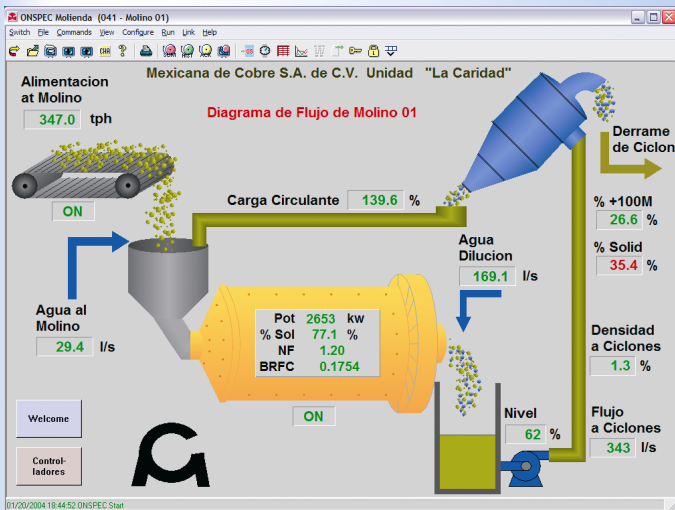 ONSPEC Molienda (041 - Molino 01)
Switch File Commands View Configure Run Link Help
CHR
ACK
Mexicana de Cobre S.A. de C.V. Unidad "La Caridad"
Diagrama de Flujo de Molino 01
Alimentacion
at Molino
347.0 tph
ON
Derrame
de Ciclon
Carga Circulante 139.6 %
% +100M
26.6 %
% Solid
35.4 %
Agua
Dilucion
169.1 l/s
Agua al
Molino
29.4 l/s
Pot 2653 kw
% Sol 77.1 %
NF 1.20
BRFC 0.1754
ON
Densidad
a Ciclones
1.3 %
Nivel
62 %
Flujo
a Ciclones
343 l/s
Welcome
Control-
ladores
01/20/2004 18:44:52 ONSPEC Start